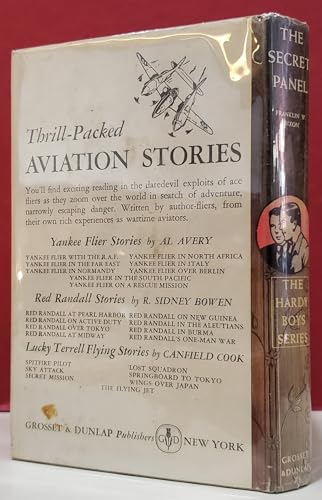 Thrill-Packed
AVIATION STORIES
You'll find exciting reading in the daredevil exploits of ace
fliers as they zoom over the world in search of adventure,
narrowly escaping danger. Written by author-fliers, from
their own rich experiences as wartime aviators.
Yankee Flier Stories by AL AVERY
YANKEE FLIER WITH THE R.A.F. YANKEE FLIER IN NORTH AFRICA
YANKEE FLIER IN THE FAR EAST YANKEE FLIER IN ITALY
YANKEE FLIER IN NORMANDY YANKEE FLIER OVER BERLIN
YANKEE FLIER IN THE SOUTH PACIFIC
YANKEE FLIER ON A RESCUE MISSION
Red Randall Stories by R. SIDNEY BOWEN
RED RANDALL AT PEARL HARBOR RED RANDALL ON NEW GUINEA
RED RANDALL ON ACTIVE DUTY RED RANDALL IN THE ALEUTIANS
RED RANDALL OVER TOKYO RED RANDALL IN BURMA
RED RANDALL AT MIDWAY RED RANDALL'S ONE-MAN WAR
Lucky Terrell Flying Stories by CANFIELD COOK
SPITFIRE PILOT LOST SQUADRON
SKY ATTACK SPRINGBOARD TO TOKYO
SECRET MISSION WINGS OVER JAPAN
THE FLYING JET
GROSSET & DUNLAP Publishers G&D NEW YORK
THE
SECRET
PANEL
FRANKLIN W.
DIXON
THE
HARDY
BOYS
SERIES
GROSSET
& DUNLAP